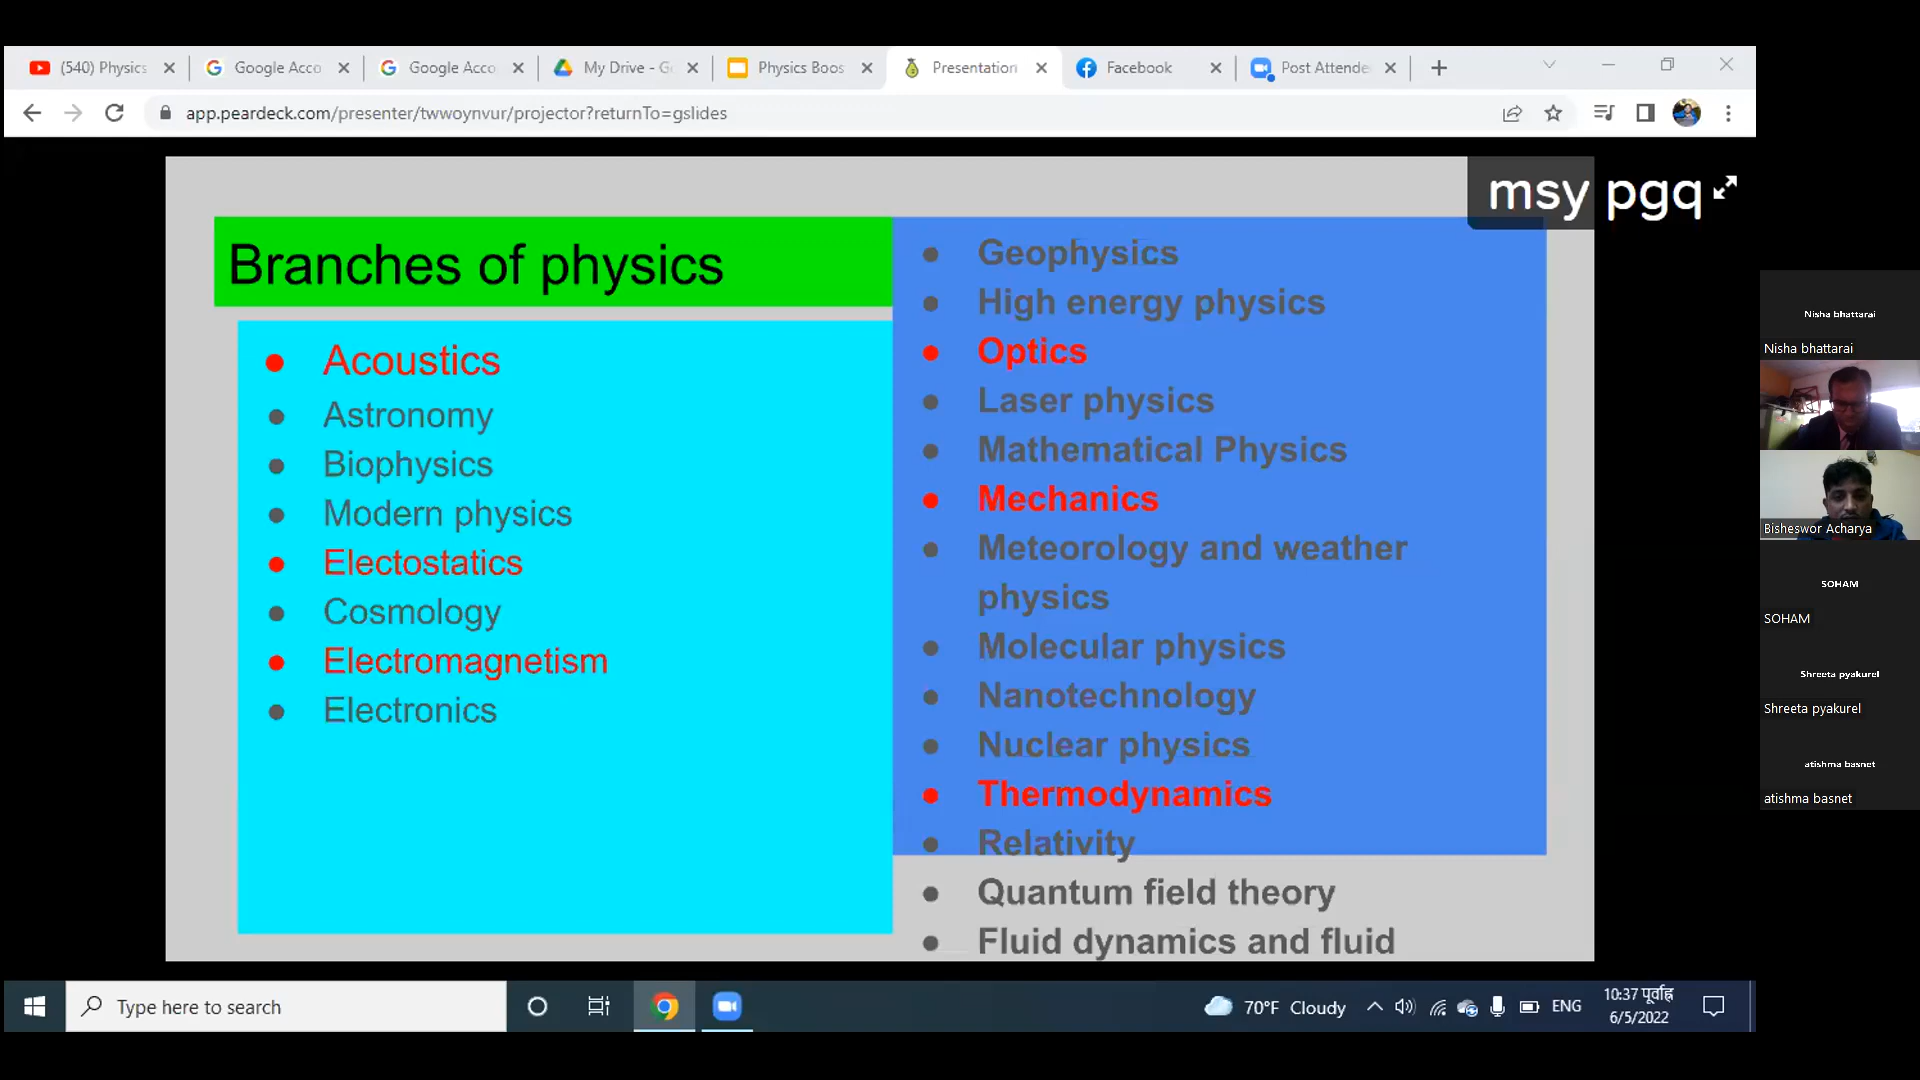 (540) Physics
Google Acco
Google Acco
My Drive - Go
Physics Boos
Presentation
Facebook
Post Attende
app.peardeck.com/presenter/twwoynvur/projector?returnTo=gslides
msy pgq
Branches of physics
Acoustics
Astronomy
Biophysics
Modern physics
Electostatics
Cosmology
Electromagnetism
Electronics
Geophysics
High energy physics
Optics
Laser physics
Mathematical Physics
Mechanics
Meteorology and weather
physics
Molecular physics
Nanotechnology
Nuclear physics
Thermodynamics
Relativity
Quantum field theory
Fluid dynamics and fluid
Nisha bhattarai
Nisha bhattarai
Bisheswor Acharya
SOHAM
SOHAM
Shreeta pyakurel
Shreeta pyakurel
atishma basnet
atishma basnet
Type here to search
70°F Cloudy
ENG
10:37 पूर्वाह्न
6/5/2022